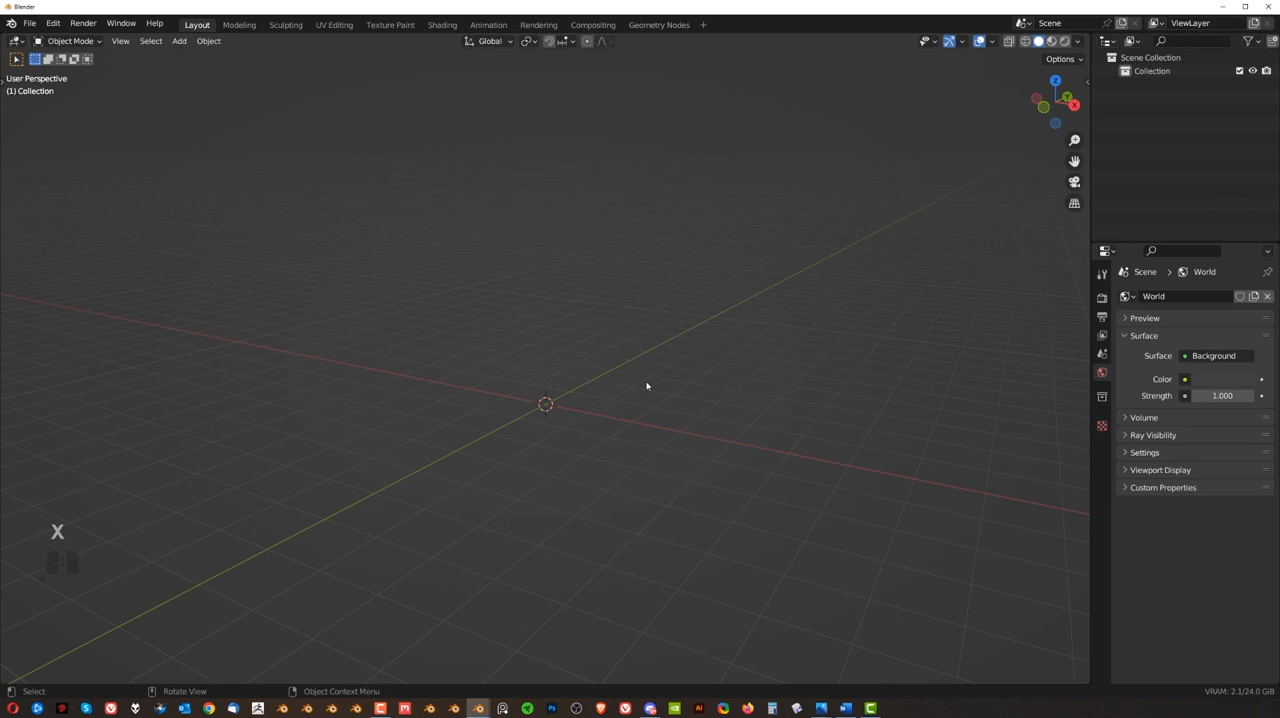 Blender
File Edit Render Window Help Layout Modeling Sculpting UV Editing Texture Paint Shading Animation Rendering Compositing Geometry Nodes + Scene ViewLayer
Object Mode View Select Add Object Global
Options
User Perspective
(1) Collection
Z
Y
X
Scene Collection
Collection
Scene > World
World
Preview
Surface
Surface Background
Color
Strength 1.000
Volume
Ray Visibility
Settings
Viewport Display
Custom Properties
X
Select Rotate View Object Context Menu VRAM: 2.1/24.0 GiB